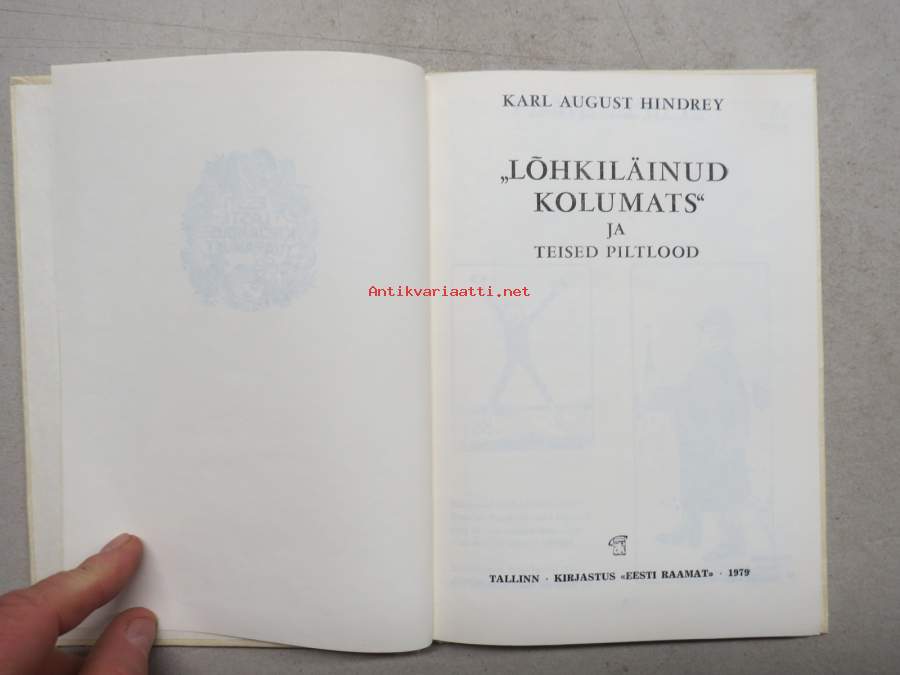 KARL AUGUST HINDREY
„LÕHKILÄINUD
KOLUMATS“
JA
TEISED PILTLOOD
Antikvariaatti.net
TALLINN · KIRJASTUS «EESTI RAAMAT» · 1979